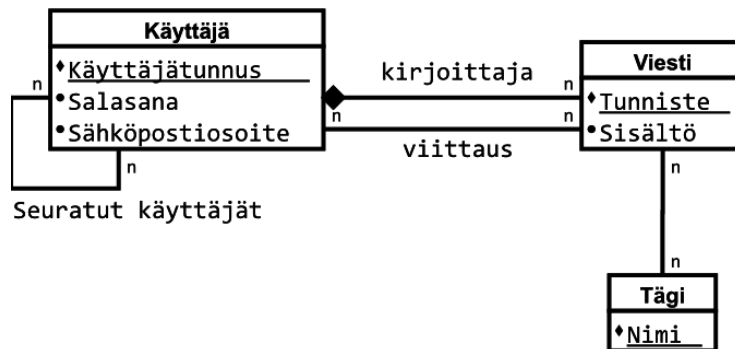 Käyttäjä
Käyttäjätunnus
Salasana
Sähköpostiosoite
n
n
Seuratut käyttäjät
kirjoittaja
n
n
n
viittaus
Viesti
Tunniste
Sisältö
n
n
Tägi
Nimi